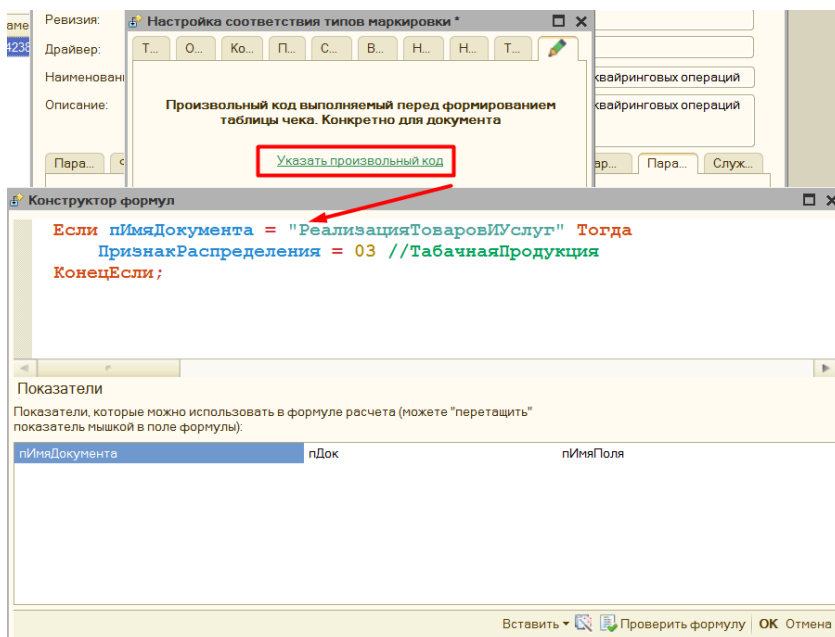 Ревизия:
Драйвер:
Наименован
Описание:
аме
4238
Настройка соответствия типов маркировки *
Т... О... Ко... П... С... В... Н... Н... Т...
Произвольный код выполняемый перед формированием
таблицы чека. Конкретно для документа
Указать произвольный код
квайринговых операций
квайринговых операций
Пара...
ар... Пара... Служ...
Конструктор формул
Если пИмяДокумента = "РеализацияТоваровИУслуг" Тогда
ПризнакРаспределения = 03 //ТабачнаяПродукция
КонецЕсли;
Показатели
Показатели, которые можно использовать в формуле расчета (можете "перетащить"
показатель мышкой в поле формулы):
пИмяДокумента пДок пИмяПоля
Вставить Проверить формулу ОК Отмена